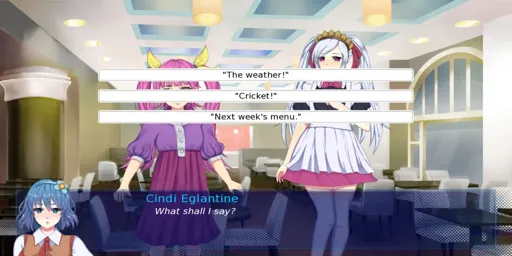 "The weather!"
"Cricket!"
"Next week's menu."
Cindi Eglantine
What shall I say?